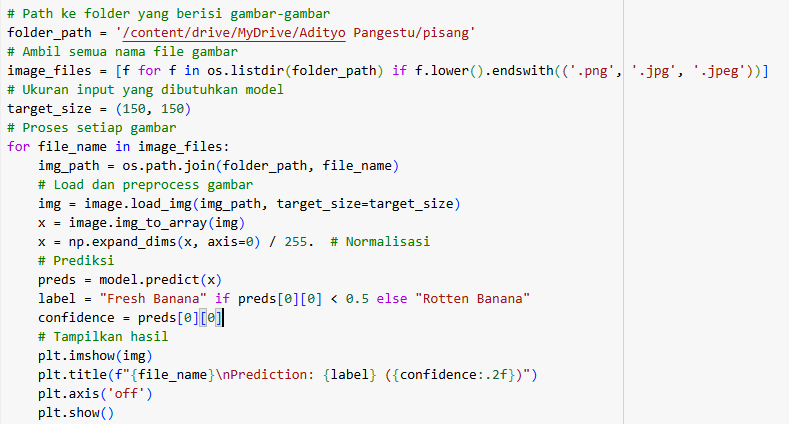 # Path ke folder yang berisi gambar-gambar
folder_path = '/content/drive/MyDrive/Adityo Pangestu/pisang'
# Ambil semua nama file gambar
image_files = [f for f in os.listdir(folder_path) if f.lower().endswith(('.png', '.jpg', '.jpeg'))]
# Ukuran input yang dibutuhkan model
target_size = (150, 150)
# Proses setiap gambar
for file_name in image_files:
    img_path = os.path.join(folder_path, file_name)
    # Load dan preprocess gambar
    img = image.load_img(img_path, target_size=target_size)
    x = image.img_to_array(img)
    x = np.expand_dims(x, axis=0) / 255.  # Normalisasi
    # Prediksi
    preds = model.predict(x)
    label = "Fresh Banana" if preds[0][0] < 0.5 else "Rotten Banana"
    confidence = preds[0][0]
    # Tampilkan hasil
    plt.imshow(img)
    plt.title(f"{file_name}\nPrediction: {label} ({confidence:.2f})")
    plt.axis('off')
    plt.show()